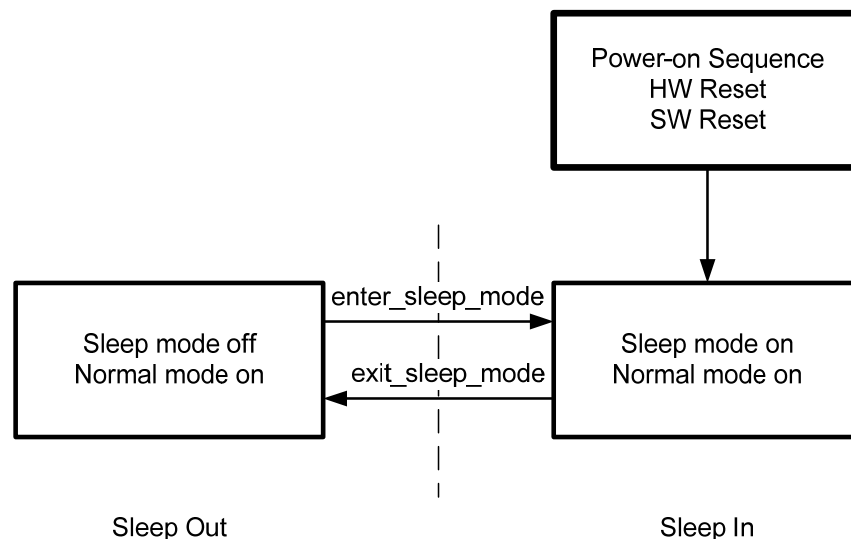 Power-on Sequence
HW Reset
SW Reset
enter_sleep_mode
Sleep mode off
Normal mode on
Sleep mode on
Normal mode on
exit_sleep_mode
Sleep Out
Sleep In